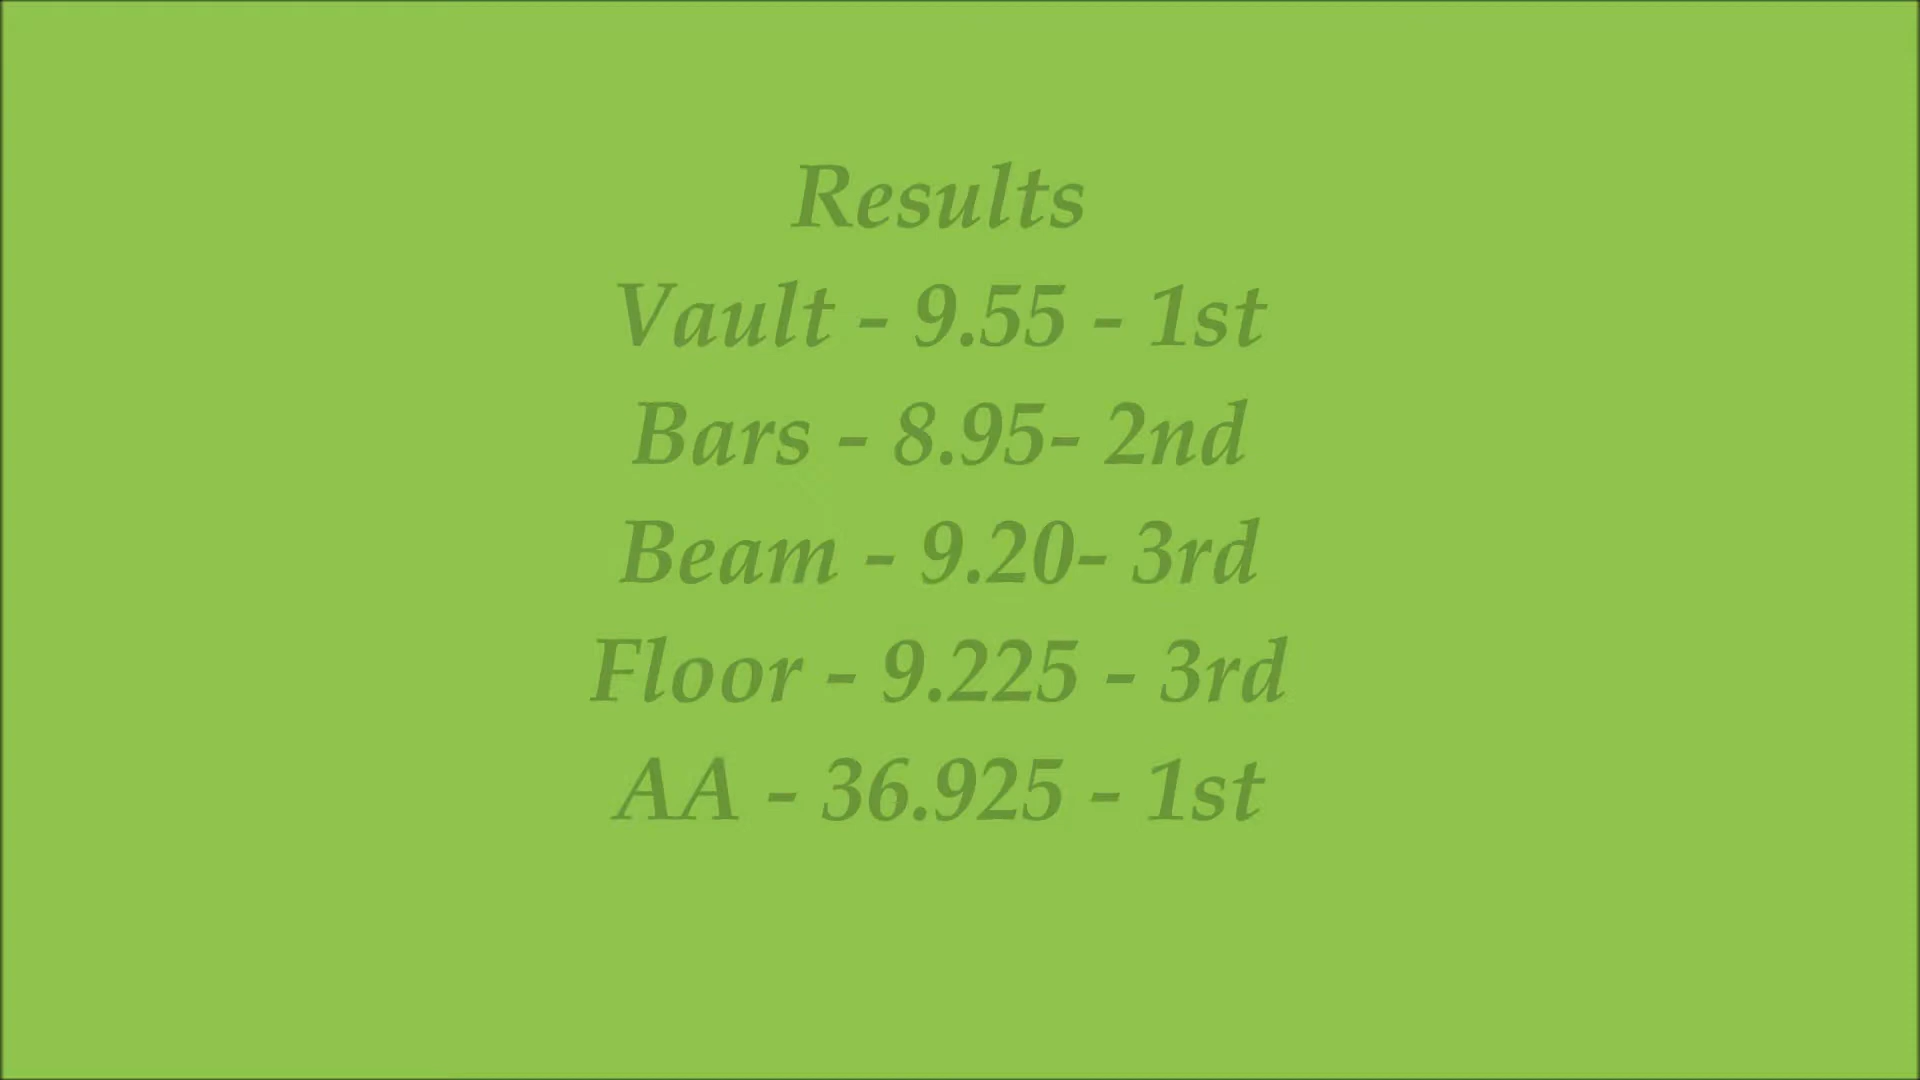 Results
Vault - 9.55 - 1st
Bars - 8.95- 2nd
Beam - 9.20- 3rd
Floor - 9.225 - 3rd
AA - 36.925 - 1st